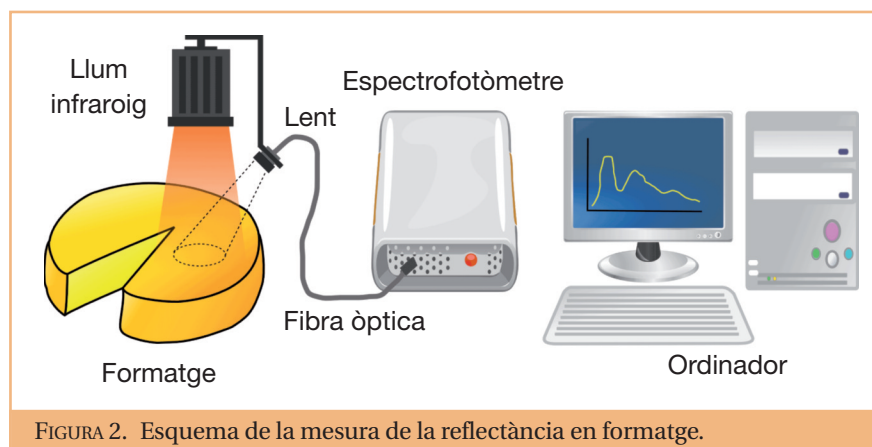 Llum
infraroig
Lent
Espectrofotòmetre
Fibra òptica
Formatge
Ordinador
FIGURA 2. Esquema de la mesura de la reflectància en formatge.